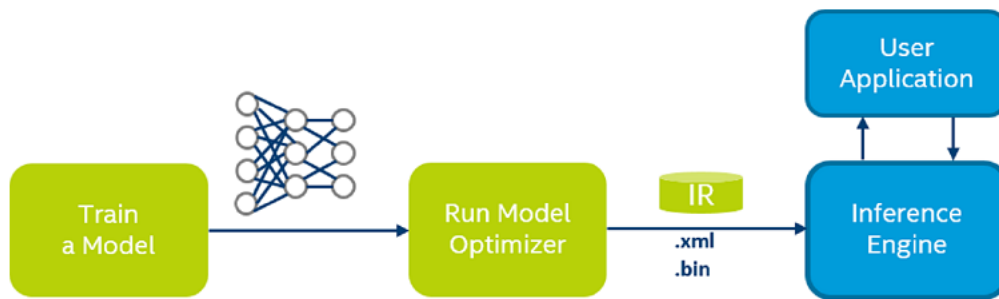 User
Application
Train
a Model
Run Model
Optimizer
IR
.xml
.bin
Inference
Engine